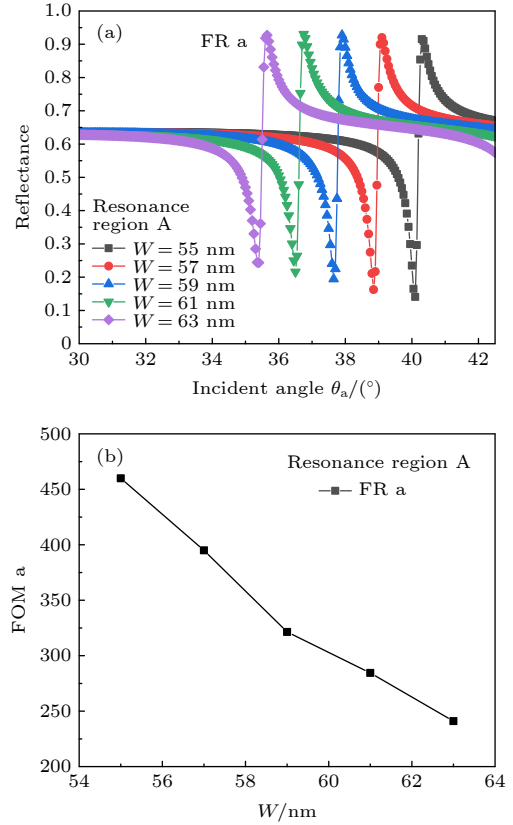 (a)
FR a
1.0
0.9
0.8
0.7
0.6
0.5
0.4
0.3
0.2
0.1
0
Reflectance
Resonance
region A
W = 55 nm
W = 57 nm
W = 59 nm
W = 61 nm
W = 63 nm
30 32 34 36 38 40 42
Incident angle θa/(°)
(b)
Resonance region A
FR a
500
450
400
350
300
250
200
FOM a
54 56 58 60 62 64
W/nm